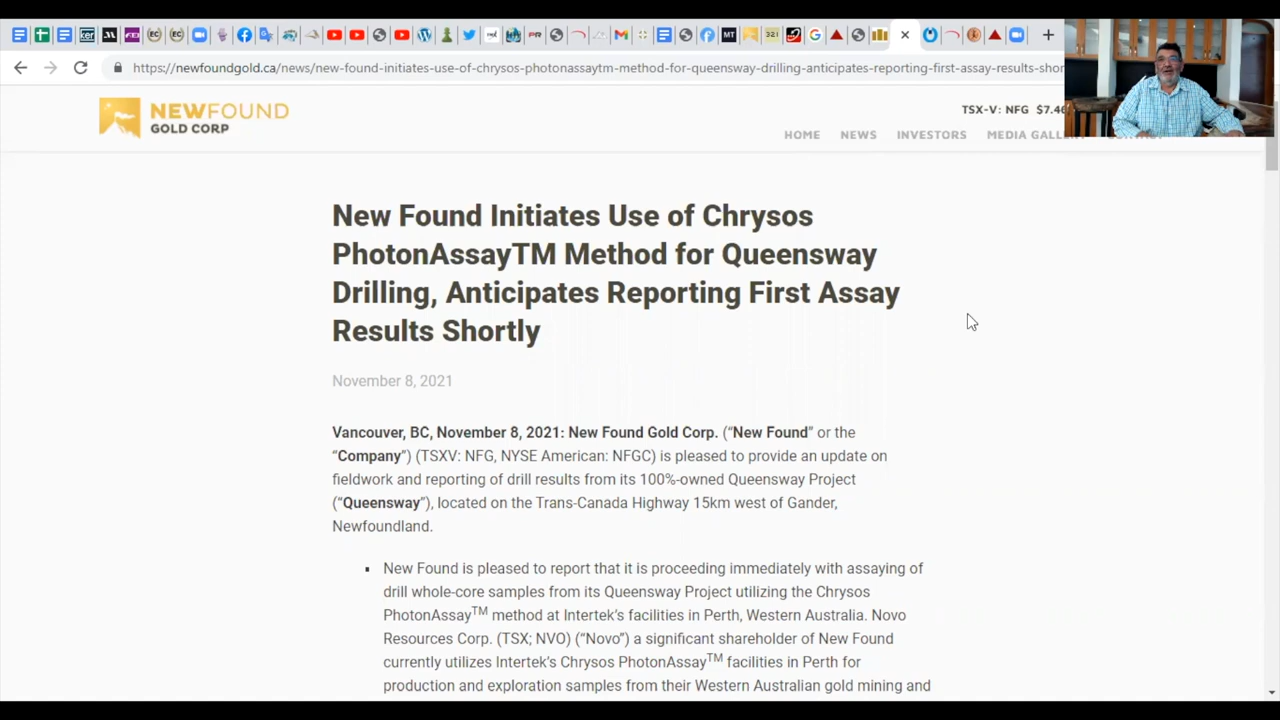 https://newfoundgold.ca/news/new-found-initiates-use-of-chrysos-photonassaytm-method-for-queensway-drilling-anticipates-reporting-first-assay-results-shor
NEWFOUND
GOLD CORP
TSX-V: NFG $7.46
HOME NEWS INVESTORS MEDIA
New Found Initiates Use of Chrysos
PhotonAssayTM Method for Queensway
Drilling, Anticipates Reporting First Assay
Results Shortly
November 8, 2021
Vancouver, BC, November 8, 2021: New Found Gold Corp. (“New Found” or the
“Company”) (TSXV: NFG, NYSE American: NFGC) is pleased to provide an update on
fieldwork and reporting of drill results from its 100%-owned Queensway Project
(“Queensway”), located on the Trans-Canada Highway 15km west of Gander,
Newfoundland.
▪ New Found is pleased to report that it is proceeding immediately with assaying of
drill whole-core samples from its Queensway Project utilizing the Chrysos
PhotonAssayTM method at Intertek’s facilities in Perth, Western Australia. Novo
Resources Corp. (TSX; NVO) (“Novo”) a significant shareholder of New Found
currently utilizes Intertek’s Chrysos PhotonAssayTM facilities in Perth for
production and exploration samples from their Western Australian gold mining and